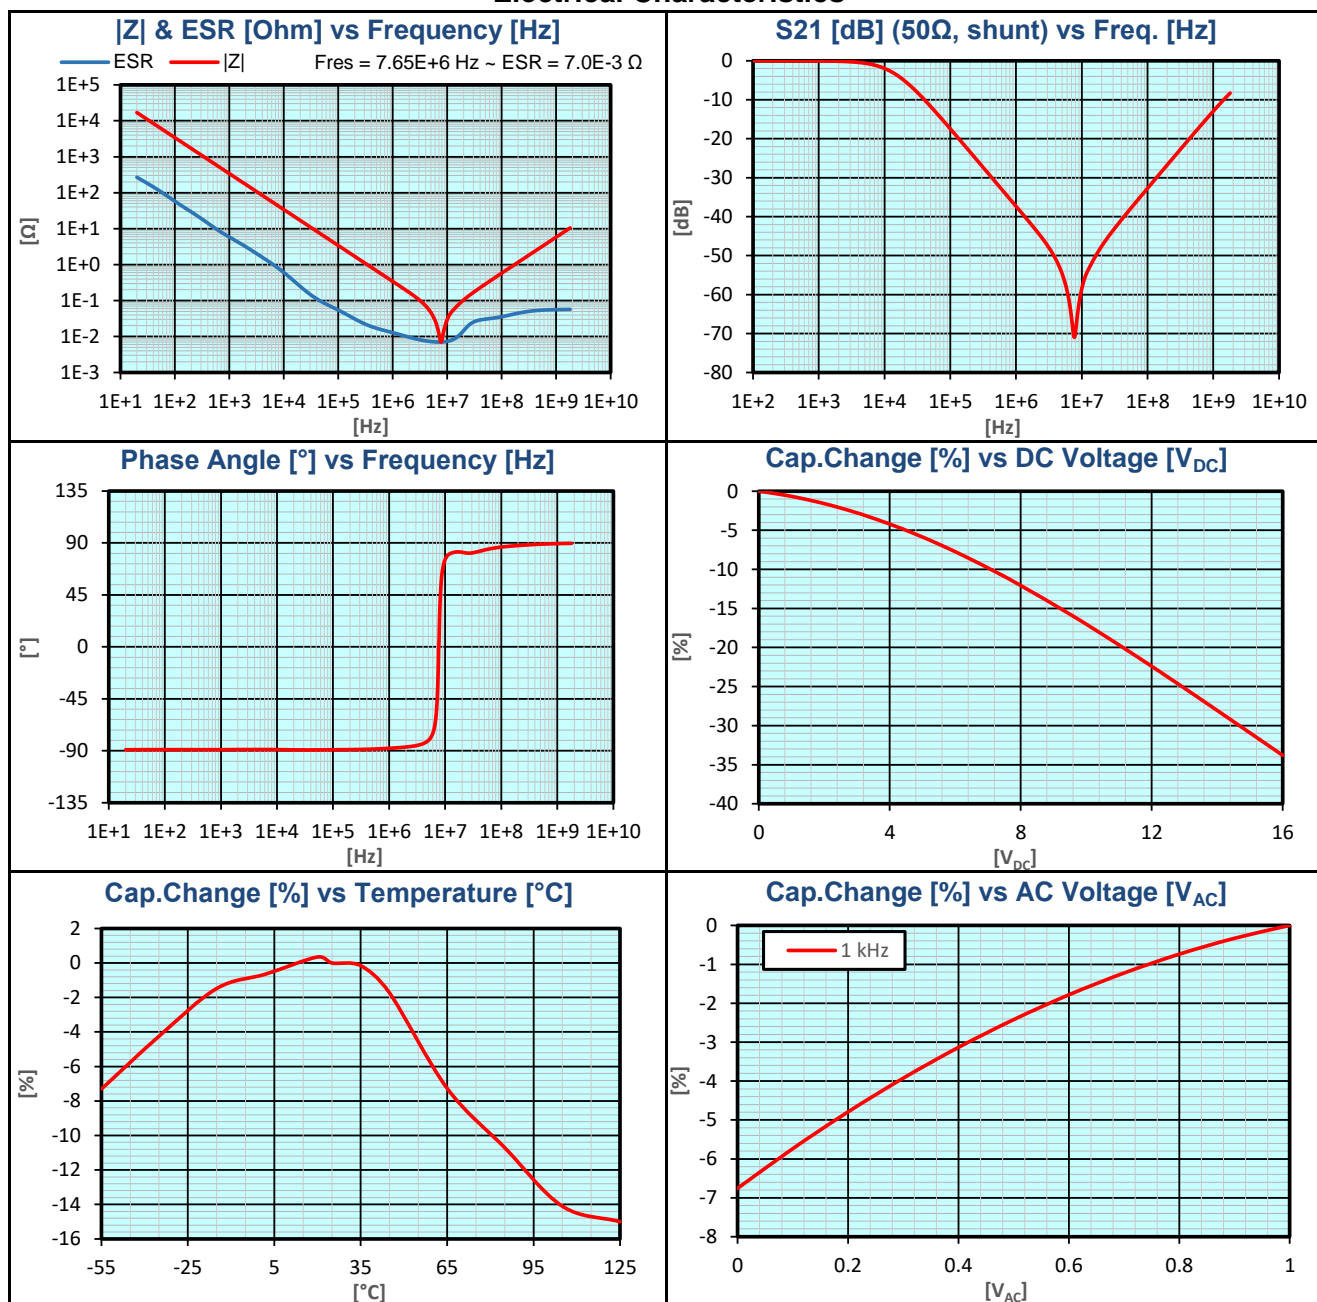 |Z| & ESR [Ohm] vs Frequency [Hz]
ESR |Z| Fres = 7.65E+6 Hz ~ ESR = 7.0E-3 Ω
1E+5
1E+4
1E+3
1E+2
1E+1
1E+0
1E-1
1E-2
1E-3
[Ω]
1E+1 1E+2 1E+3 1E+4 1E+5 1E+6 1E+7 1E+8 1E+9 1E+10
[Hz]
S21 [dB] (50Ω, shunt) vs Freq. [Hz]
0
-10
-20
-30
-40
-50
-60
-70
-80
[dB]
1E+2 1E+3 1E+4 1E+5 1E+6 1E+7 1E+8 1E+9 1E+10
[Hz]
Phase Angle [°] vs Frequency [Hz]
135
90
45
0
-45
-90
-135
[°]
1E+1 1E+2 1E+3 1E+4 1E+5 1E+6 1E+7 1E+8 1E+9 1E+10
[Hz]
Cap.Change [%] vs DC Voltage [VDC]
0
-5
-10
-15
-20
-25
-30
-35
-40
[%]
0 4 8 12 16
[VDC]
Cap.Change [%] vs Temperature [°C]
2
0
-2
-4
-6
-8
-10
-12
-14
-16
[%]
-55 -25 5 35 65 95 125
[°C]
Cap.Change [%] vs AC Voltage [VAC]
1 kHz
0
-1
-2
-3
-4
-5
-6
-7
-8
[%]
0 0.2 0.4 0.6 0.8 1
[VAC]